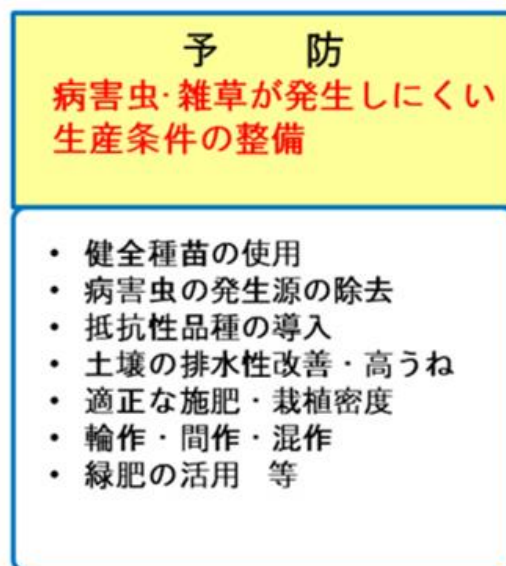 予　　防
病害虫･雑草が発生しにくい
生産条件の整備
・ 健全種苗の使用
・ 病害虫の発生源の除去
・ 抵抗性品種の導入
・ 土壌の排水性改善・高うね
・ 適正な施肥・栽植密度
・ 輪作・間作・混作
・ 緑肥の活用　等